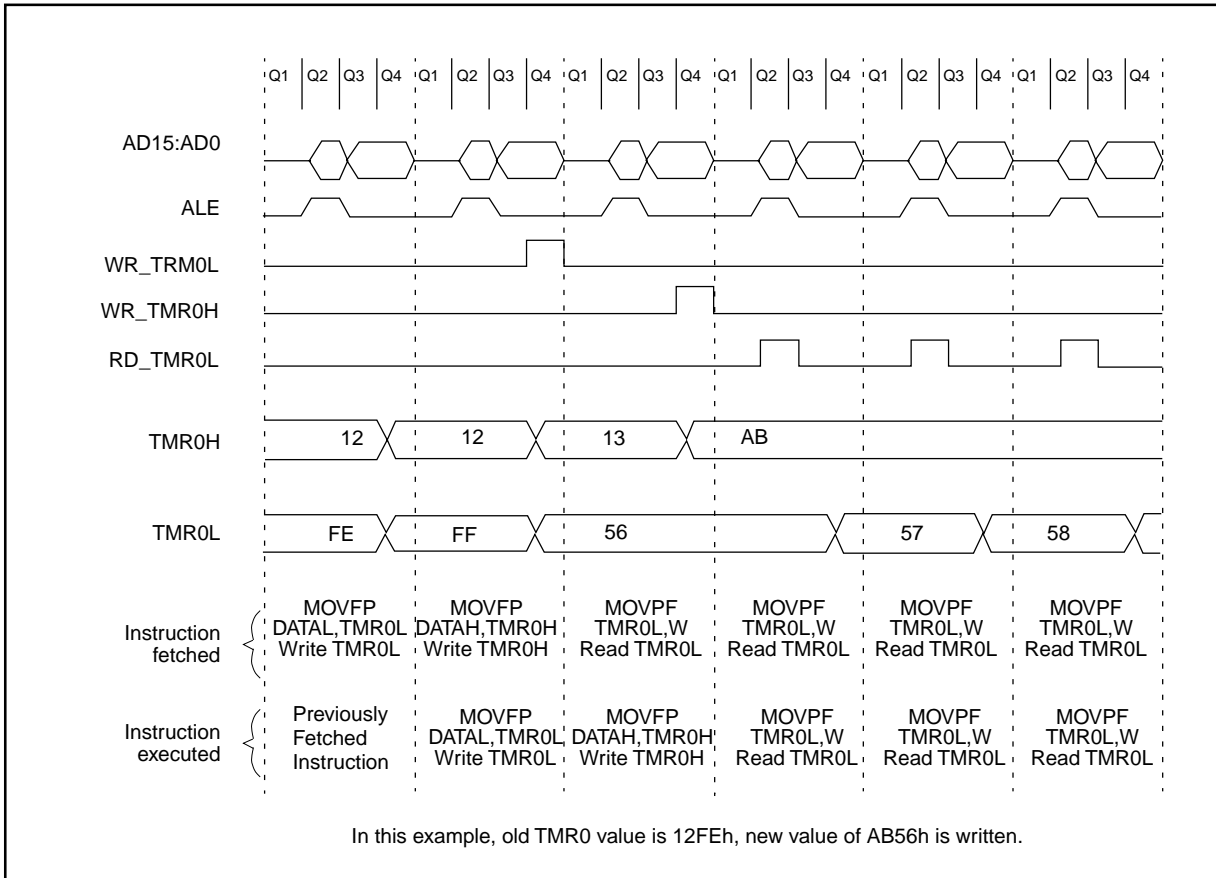 Q1 Q2 Q3 Q4 Q1 Q2 Q3 Q4 Q1 Q2 Q3 Q4 Q1 Q2 Q3 Q4 Q1 Q2 Q3 Q4 Q1 Q2 Q3 Q4
AD15:AD0
ALE
WR_TRM0L
WR_TMR0H
RD_TMR0L
TMR0H 12 12 13 AB
TMR0L FE FF 56 57 58
Instruction
fetched
MOVFP
DATAL,TMR0L
Write TMR0L
MOVFP
DATAH,TMR0H
Write TMR0H
MOVPF
TMR0L,W
Read TMR0L
MOVPF
TMR0L,W
Read TMR0L
MOVPF
TMR0L,W
Read TMR0L
MOVPF
TMR0L,W
Read TMR0L
Instruction
executed
Previously
Fetched
Instruction
MOVFP
DATAL,TMR0L
Write TMR0L
MOVFP
DATAH,TMR0H
Write TMR0H
MOVPF
TMR0L,W
Read TMR0L
MOVPF
TMR0L,W
Read TMR0L
MOVPF
TMR0L,W
Read TMR0L
In this example, old TMR0 value is 12FEh, new value of AB56h is written.